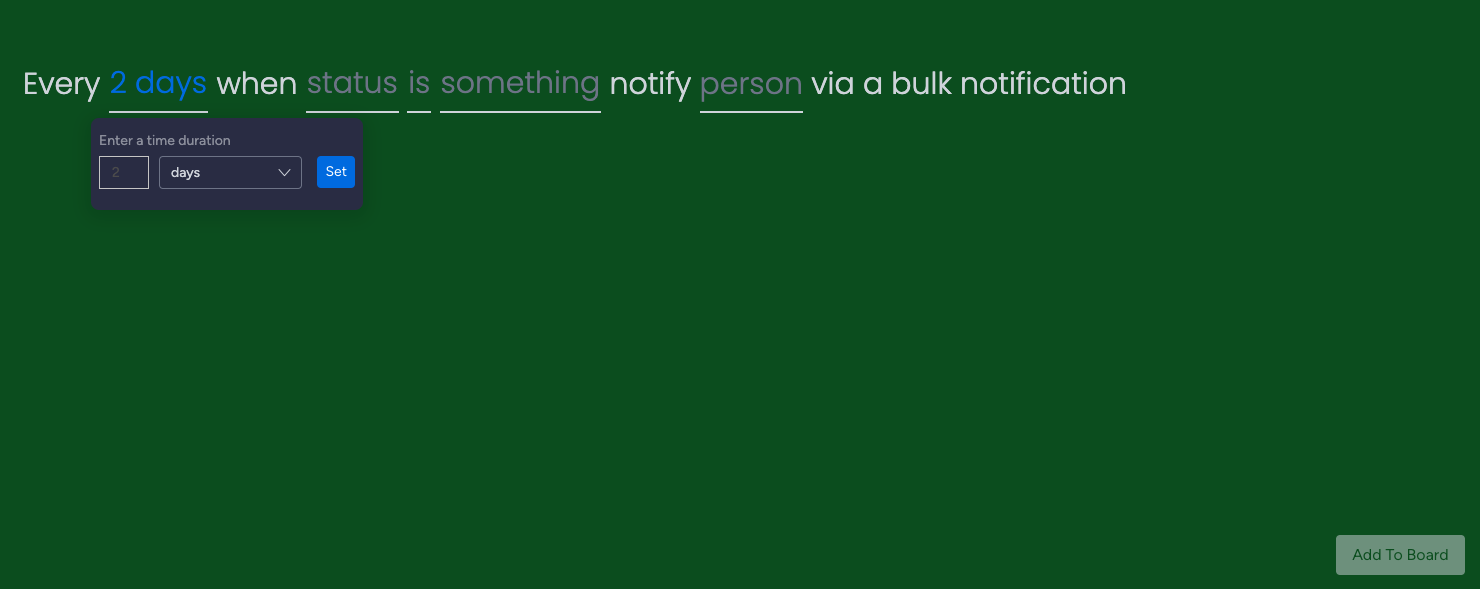 Every 2 days when status is something notify person via a bulk notification
Enter a time duration
2 days Set
Add To Board